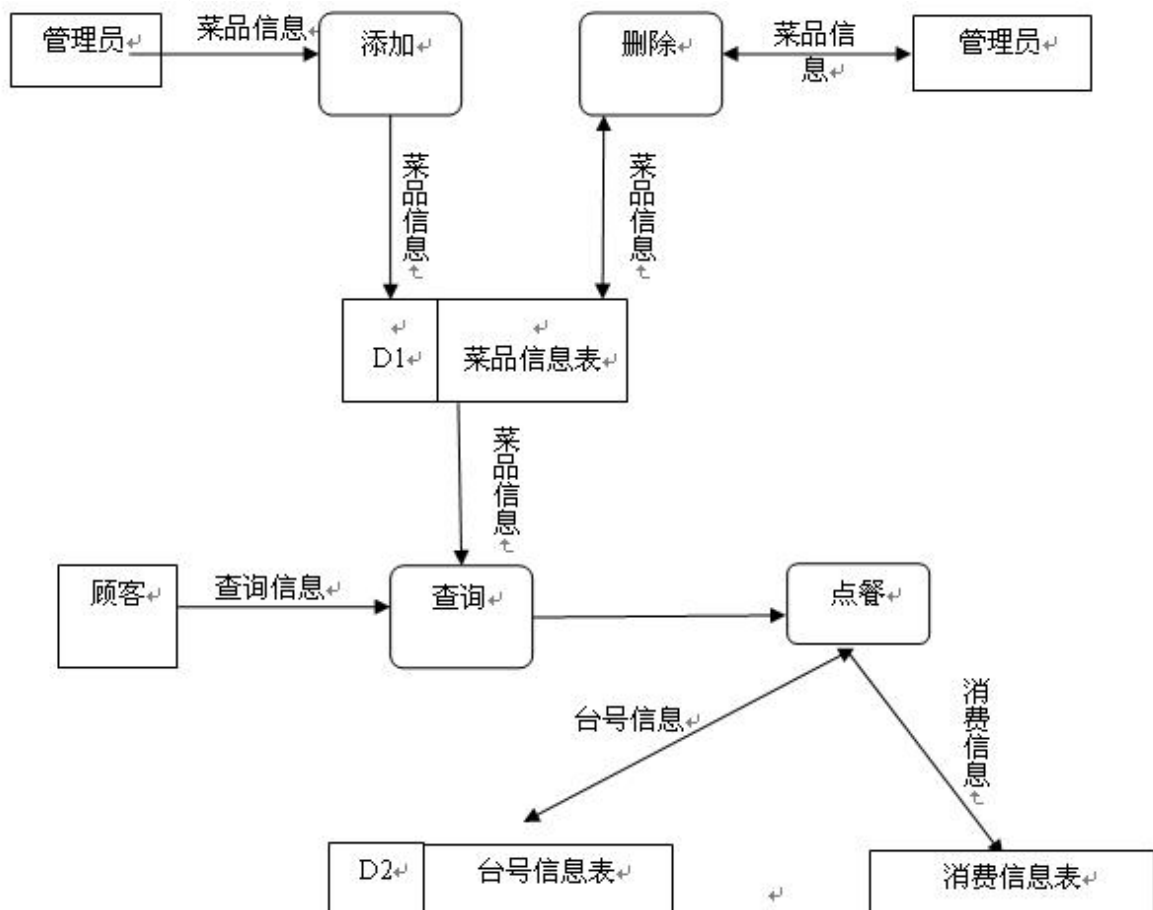 管理员
菜品信息
添加
删除
菜品信
息
管理员
菜品信息
菜品信息
D1
菜品信息表
菜品信息
顾客
查询信息
查询
点餐
台号信息
消费信息
D2
台号信息表
消费信息表